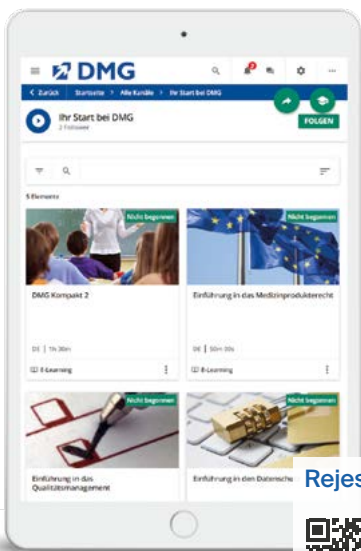 DMG
2
< Zurück Startseite > Alle Kanäle > Ihr Start bei DMG
Ihr Start bei DMG
2 Follower
FOLGEN
5 Elemente
Nicht begonnen
Nicht begonnen
DMG Kompakt 2
Einführung in das Medizinprodukterecht
DE | 1h 30m
DE | 50m 00s
E-Learning
E-Learning
Nicht begonnen
Nicht begonnen
Einführung in das
Qualitätsmanagement
Einführung in den Datenschu
Rejes